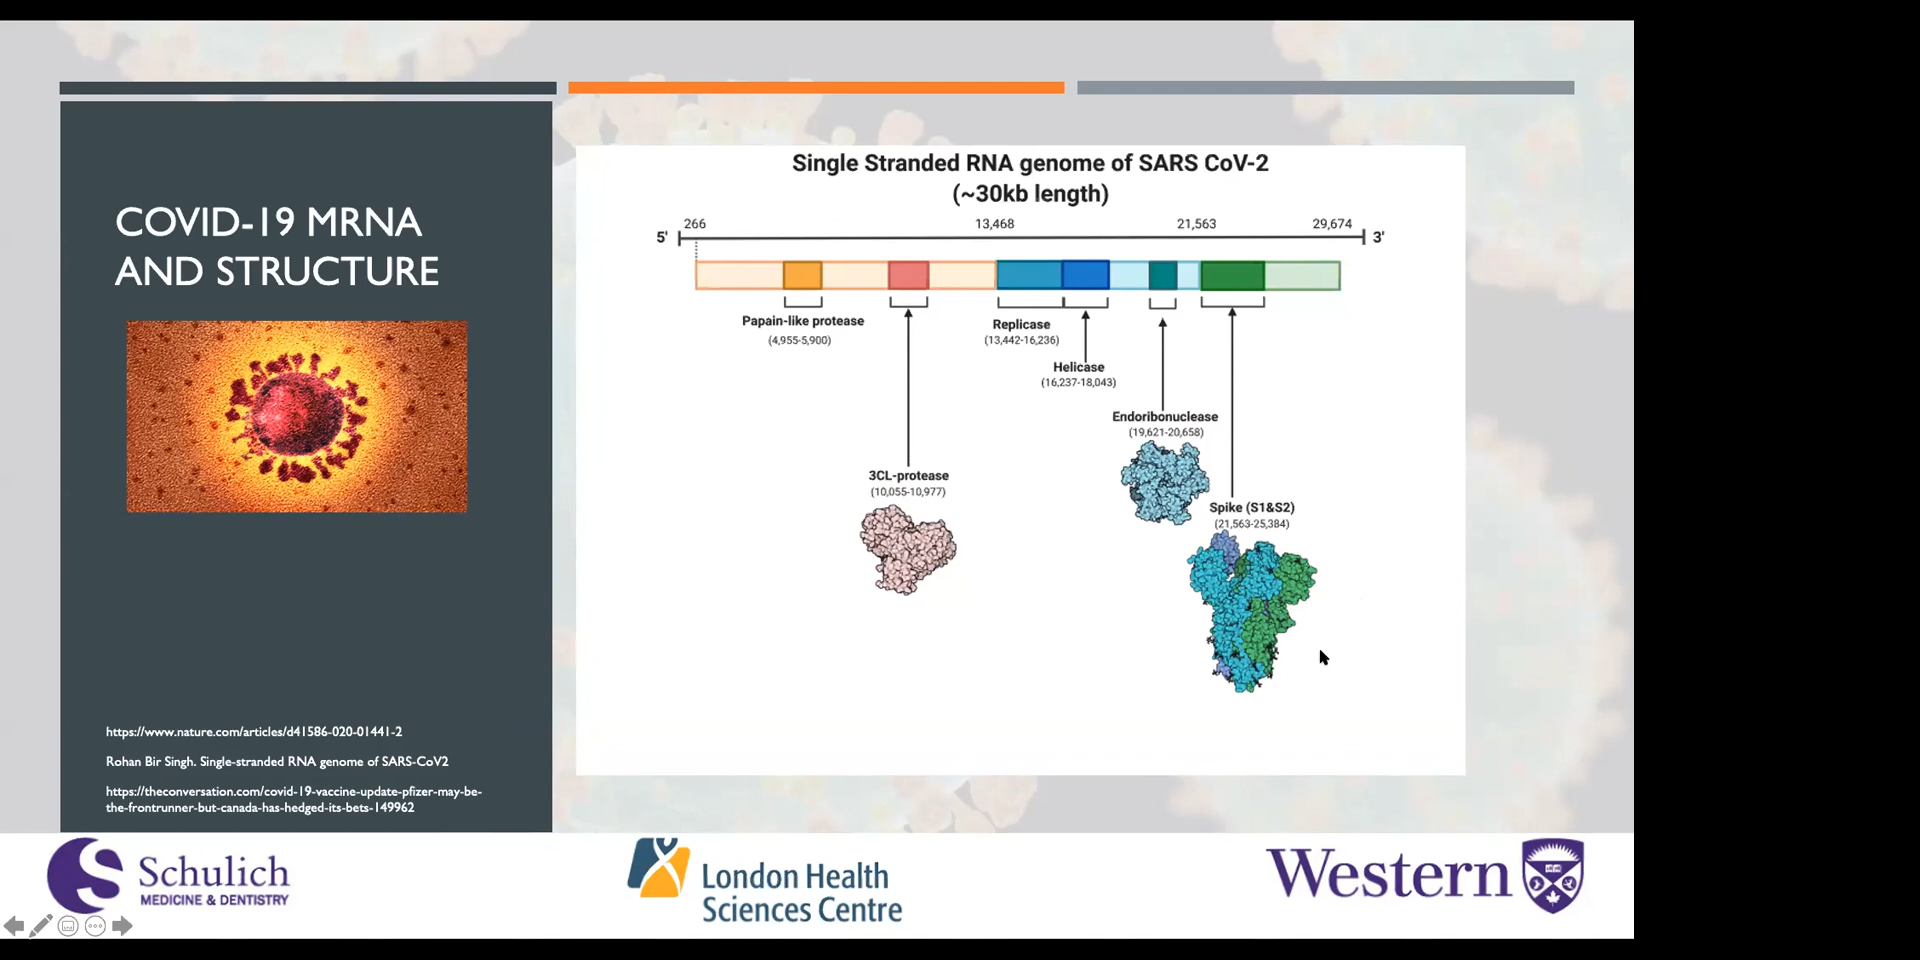 COVID-19 MRNA
AND STRUCTURE
https://www.nature.com/articles/d41586-020-01441-2
Rohan Bir Singh. Single-stranded RNA genome of SARS-CoV2
https://theconversation.com/covid-19-vaccine-update-pfizer-may-be-
the-frontrunner-but-canada-has-hedged-its-bets-149962
Single Stranded RNA genome of SARS CoV-2
(~30kb length)
266 13,468 21,563 29,674
5' 3'
Papain-like protease
(4,955-5,900)
Replicase
(13,442-16,236)
Helicase
(16,237-18,043)
Endoribonuclease
(19,621-20,658)
3CL-protease
(10,055-10,977)
Spike (S1&S2)
(21,563-25,384)
Schulich
MEDICINE & DENTISTRY
London Health
Sciences Centre
Western